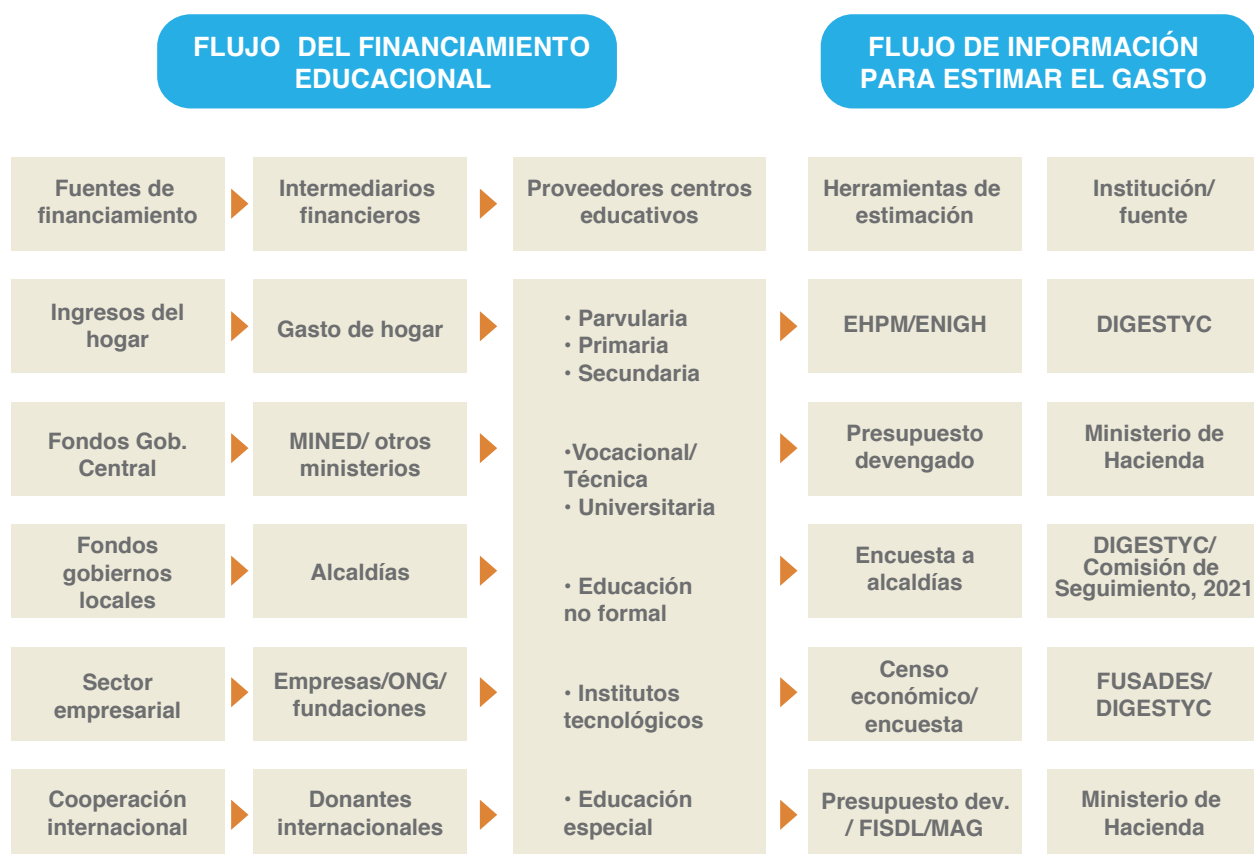 FLUJO DEL FINANCIAMIENTO
EDUCACIONAL
FLUJO DE INFORMACIÓN
PARA ESTIMAR EL GASTO
Fuentes de
financiamiento
Intermediarios
financieros
Proveedores centros
educativos
Herramientas de
estimación
Institución/
fuente
Ingresos del
hogar
Gasto de hogar
• Parvularia
• Primaria
• Secundaria
EHPM/ENIGH
DIGESTYC
Fondos Gob.
Central
MINED/ otros
ministerios
•Vocacional/
Técnica
• Universitaria
Presupuesto
devengado
Ministerio de
Hacienda
Fondos
gobiernos
locales
Alcaldías
• Educación
no formal
Encuesta a
alcaldías
DIGESTYC/
Comisión de
Seguimiento, 2021
Sector
empresarial
Empresas/ONG/
fundaciones
• Institutos
tecnológicos
Censo
económico/
encuesta
FUSADES/
DIGESTYC
Cooperación
internacional
Donantes
internacionales
• Educación
especial
Presupuesto dev.
/ FISDL/MAG
Ministerio de
Hacienda